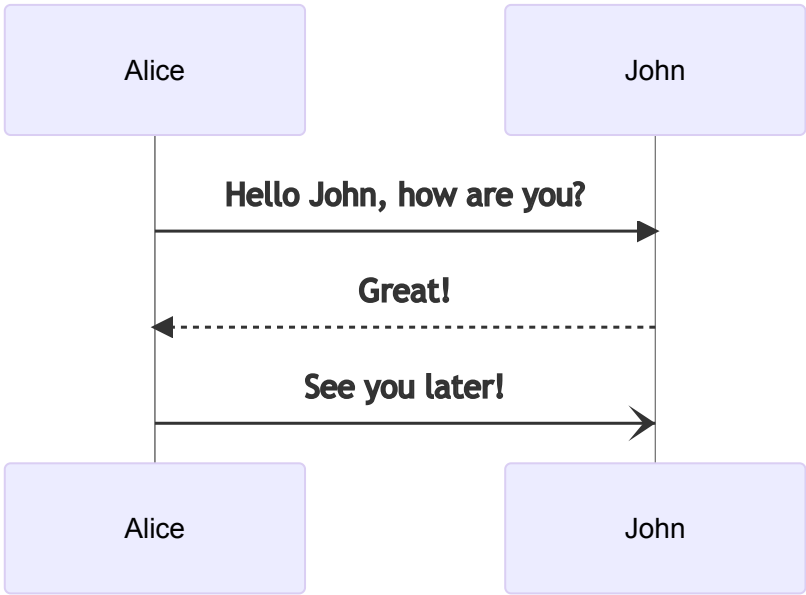 Alice
John
Hello John, how are you?
Great!
See you later!
Alice
John